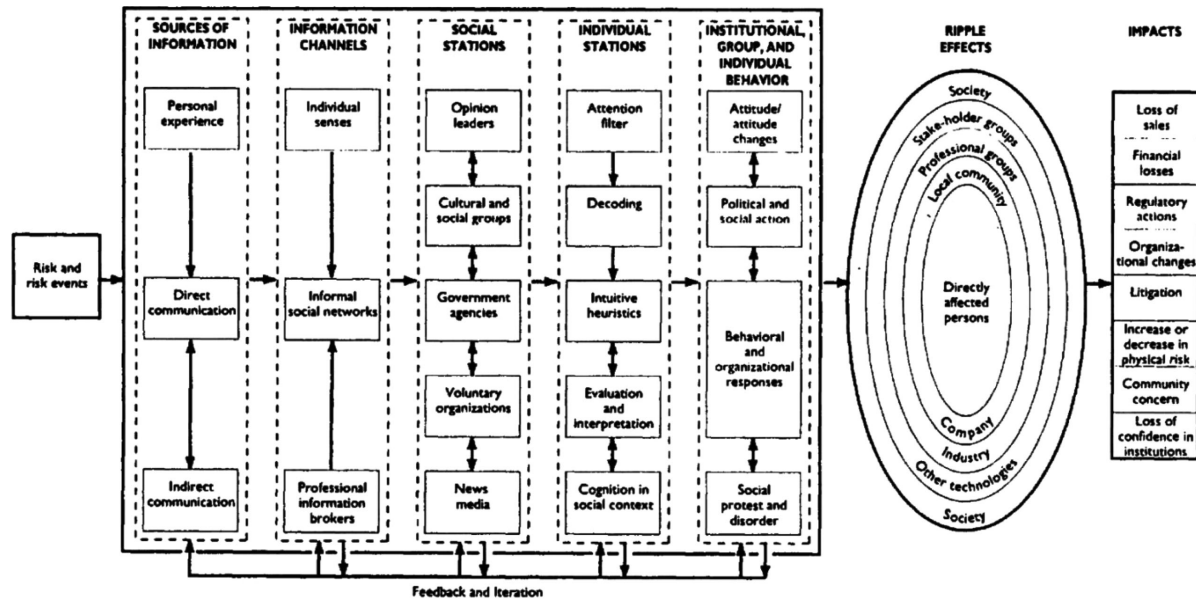 SOURCES OF
INFORMATION
Personal
experience
Direct
communication
Indirect
communication
INFORMATION
CHANNELS
Individual
senses
Informal
social networks
Professional
information
brokers
SOCIAL
STATIONS
Opinion
leaders
Cultural and
social groups
Government
agencies
Voluntary
organizations
News
media
INDIVIDUAL
STATIONS
Attention
filter
Decoding
Intuitive
heuristics
Evaluation and
interpretation
Cognition in
social context
INSTITUTIONAL,
GROUP, AND
INDIVIDUAL
BEHAVIOR
Attitude/
attitude
changes
Political and
social action
Behavioral and
organizational
responses
Social
protest and
disorder
Risk and
risk events
Feedback and Iteration
RIPPLE
EFFECTS
Society
Stake-holder groups
Professional groups
Local community
Directly
affected
persons
Company
Industry
Other technologies
Society
IMPACTS
Loss of
sales
Financial
losses
Regulatory
actions
Organiza-
tional changes
Litigation
Increase or
decrease in
physical risk
Community
concern
Loss of
confidence in
institutions